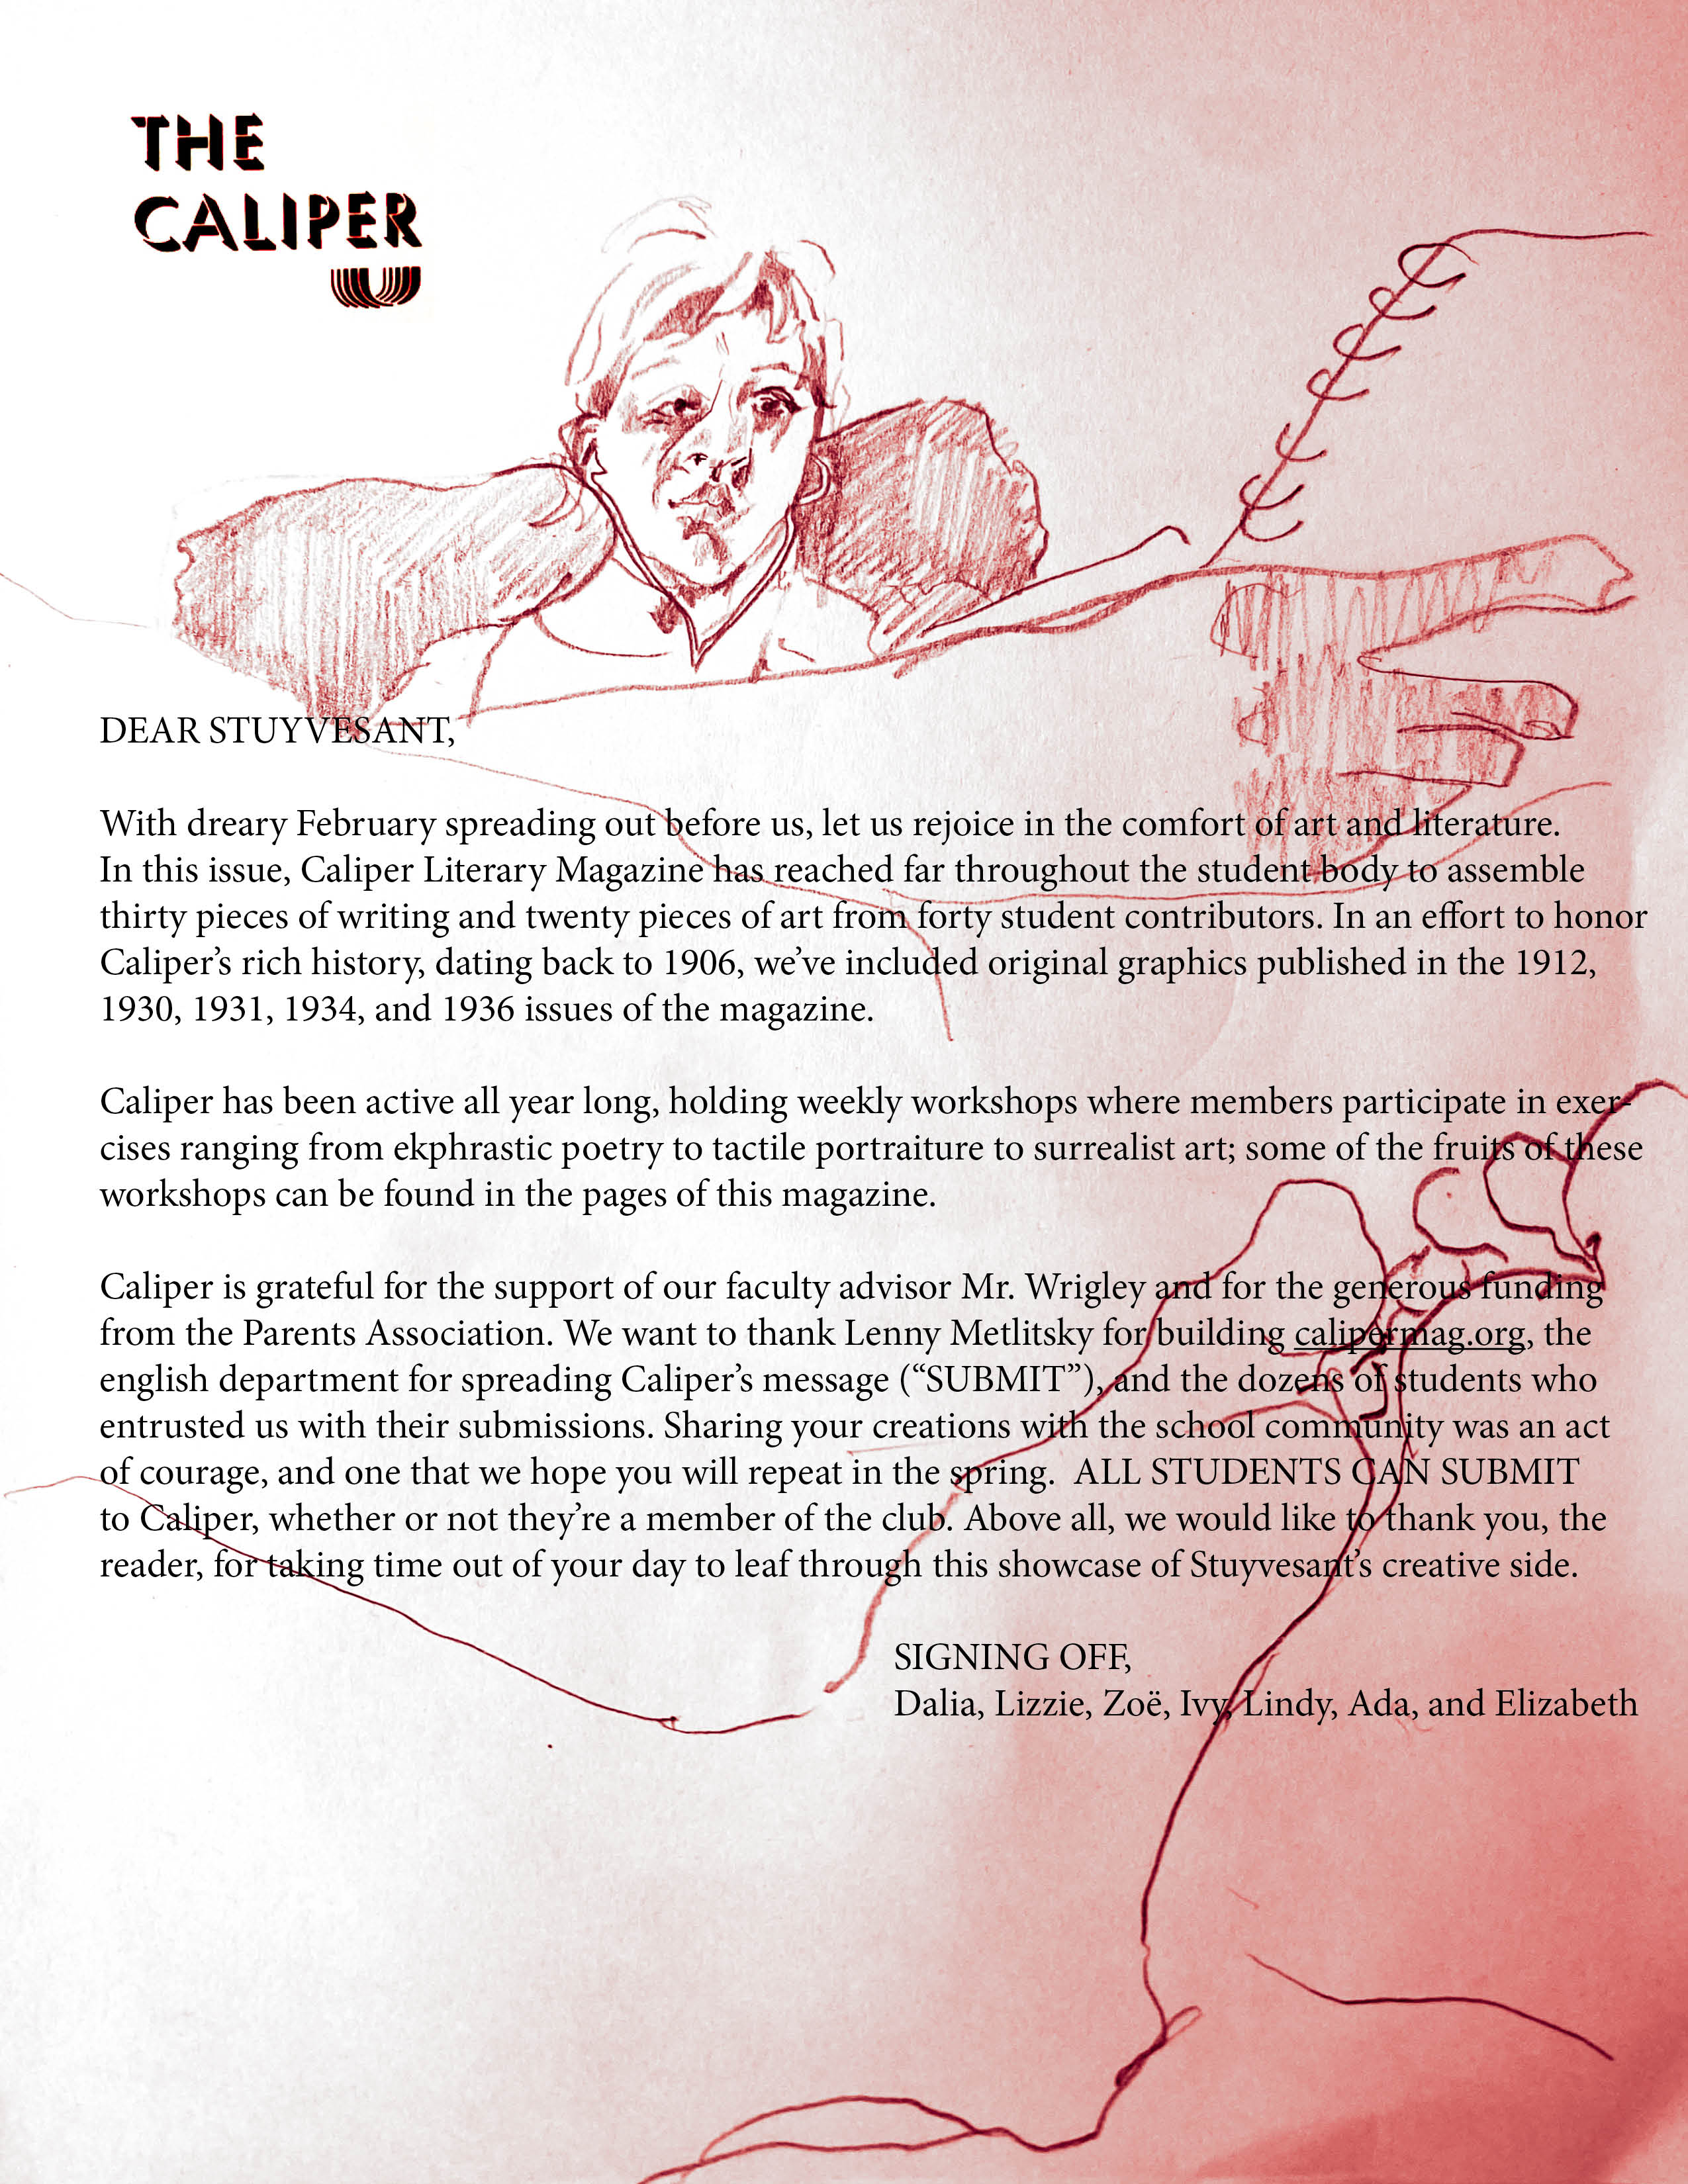 THE
CALIPER
DEAR STUYVESANT,
With dreary February spreading out before us, let us rejoice in the comfort of art and literature.
In this issue, Caliper Literary Magazine has reached far throughout the student body to assemble
thirty pieces of writing and twenty pieces of art from forty student contributors. In an effort to honor
Caliper’s rich history, dating back to 1906, we’ve included original graphics published in the 1912,
1930, 1931, 1934, and 1936 issues of the magazine.
Caliper has been active all year long, holding weekly workshops where members participate in exer-
cises ranging from ekphrastic poetry to tactile portraiture to surrealist art; some of the fruits of these
workshops can be found in the pages of this magazine.
Caliper is grateful for the support of our faculty advisor Mr. Wrigley and for the generous funding
from the Parents Association. We want to thank Lenny Metlitsky for building calipermag.org, the
english department for spreading Caliper’s message (“SUBMIT”), and the dozens of students who
entrusted us with their submissions. Sharing your creations with the school community was an act
of courage, and one that we hope you will repeat in the spring.  ALL STUDENTS CAN SUBMIT
to Caliper, whether or not they’re a member of the club. Above all, we would like to thank you, the
reader, for taking time out of your day to leaf through this showcase of Stuyvesant’s creative side.
SIGNING OFF,
Dalia, Lizzie, Zoë, Ivy, Lindy, Ada, and Elizabeth